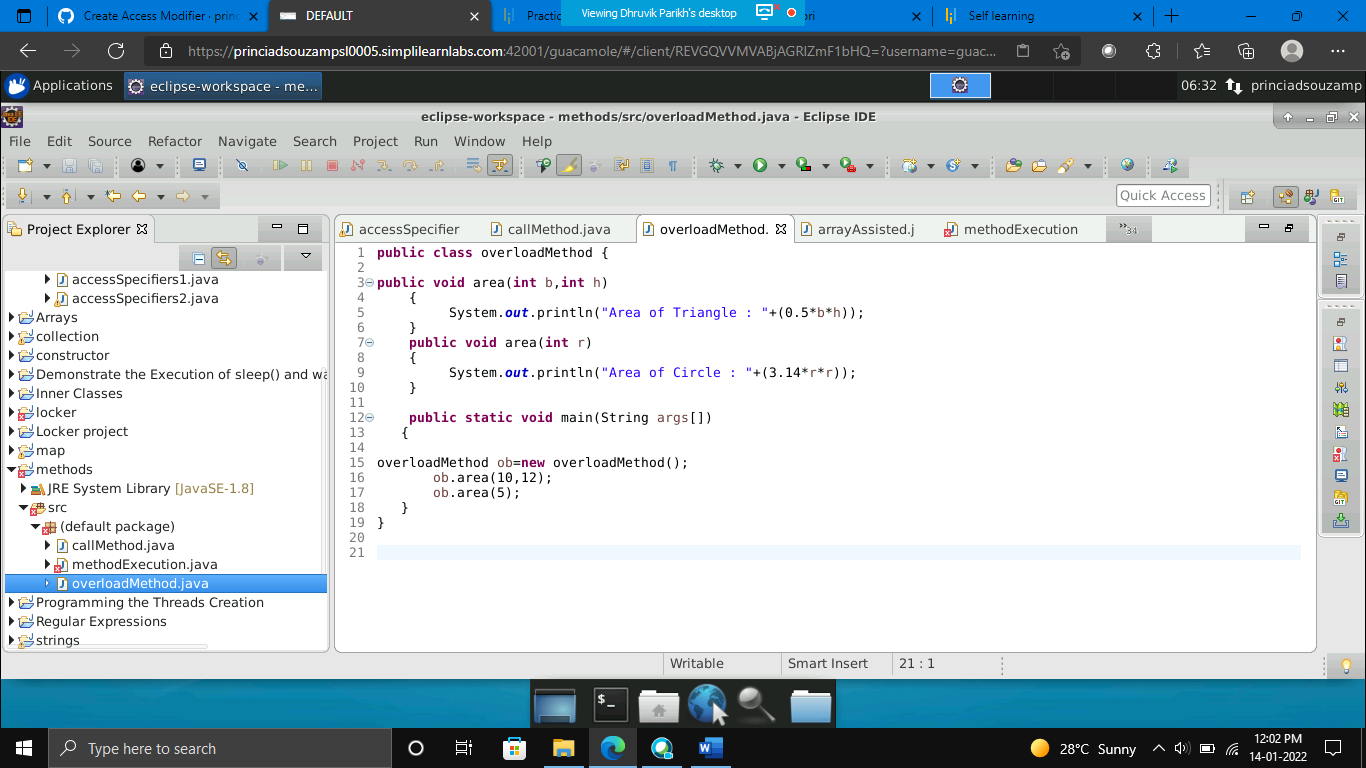 Create Access Modifier · princ
DEFAULT
Practic
Viewing Dhruvik Parikh's desktop
ori
Self learning
https://princiadsouzampsl0005.simplilearnlabs.com:42001/guacamole/#/client/REVGQVVMVABjAGRlZmF1bHQ=?username=guac...
Applications
eclipse-workspace - me...
06:32
princiadsouzamp
eclipse-workspace - methods/src/overloadMethod.java - Eclipse IDE
File Edit Source Refactor Navigate Search Project Run Window Help
Quick Access
Project Explorer
accessSpecifiers1.java
accessSpecifiers2.java
Arrays
collection
constructor
Demonstrate the Execution of sleep() and wa
Inner Classes
locker
Locker project
map
methods
JRE System Library [JavaSE-1.8]
src
(default package)
callMethod.java
methodExecution.java
overloadMethod.java
Programming the Threads Creation
Regular Expressions
strings
accessSpecifier
callMethod.java
overloadMethod.
arrayAssisted.j
methodExecution
»34
1 public class overloadMethod {
2
3 public void area(int b,int h)
4 {
5 System.out.println("Area of Triangle : "+(0.5*b*h));
6 }
7 public void area(int r)
8 {
9 System.out.println("Area of Circle : "+(3.14*r*r));
10 }
11
12 public static void main(String args[])
13 {
14
15 overloadMethod ob=new overloadMethod();
16 ob.area(10,12);
17 ob.area(5);
18 }
19 }
20
21
Writable
Smart Insert
21 : 1
Type here to search
28°C Sunny
12:02 PM
14-01-2022